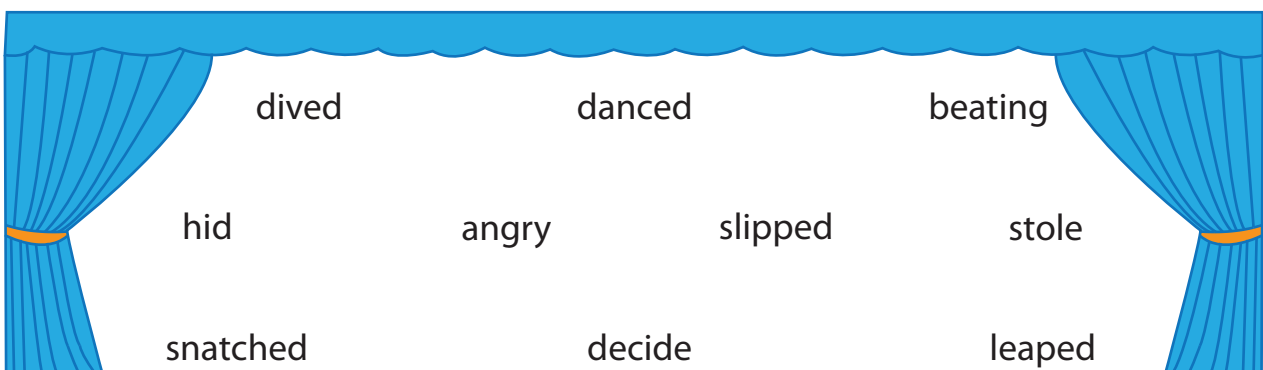 dived danced beating
hid angry slipped stole
snatched decide leaped